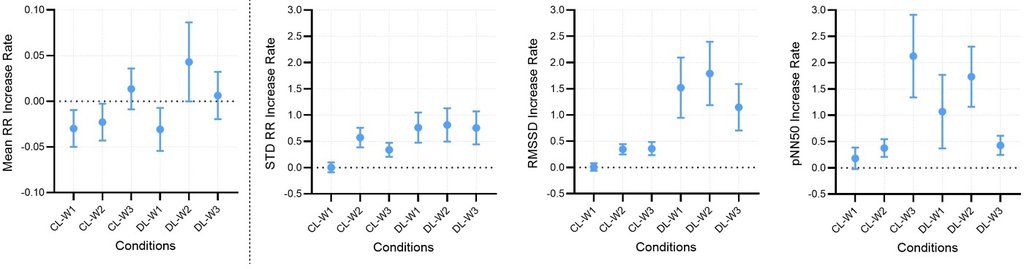 Mean RR Increase Rate
0.10
0.05
0.00
-0.05
-0.10
CL-W1
CL-W2
CL-W3
DL-W1
DL-W2
DL-W3
Conditions
STD RR Increase Rate
3.0
2.5
2.0
1.5
1.0
0.5
0.0
-0.5
CL-W1
CL-W2
CL-W3
DL-W1
DL-W2
DL-W3
Conditions
RMSSD Increase Rate
3.0
2.5
2.0
1.5
1.0
0.5
0.0
-0.5
CL-W1
CL-W2
CL-W3
DL-W1
DL-W2
DL-W3
Conditions
pNN50 Increase Rate
3.0
2.5
2.0
1.5
1.0
0.5
0.0
-0.5
CL-W1
CL-W2
CL-W3
DL-W1
DL-W2
DL-W3
Conditions